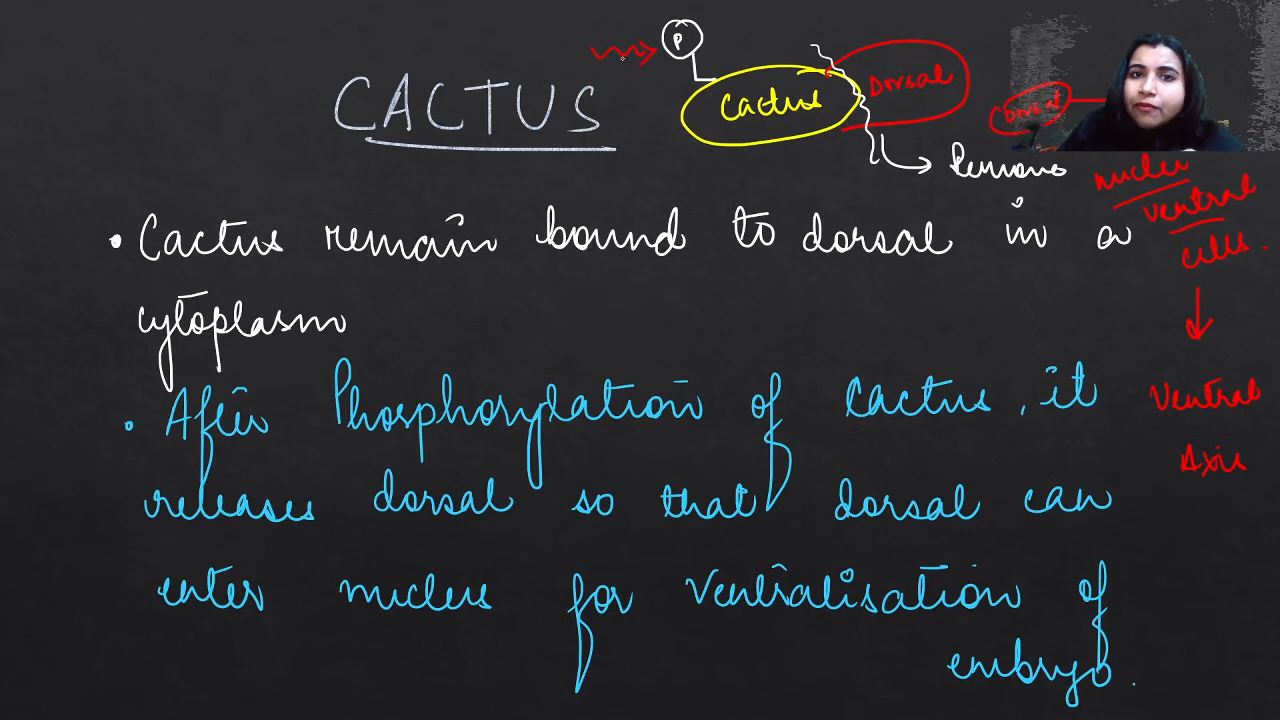 CACTUS
P
Cactus
Dorsal
Dorsal
Removes
nuclei
ventral
cells.
Ventral
Axis
• Cactus remain bound to dorsal in a
cytoplasm
• After Phosphorylation of Cactus, it
releases dorsal so that dorsal can
enter nucleus for Ventralisation of
embryo.